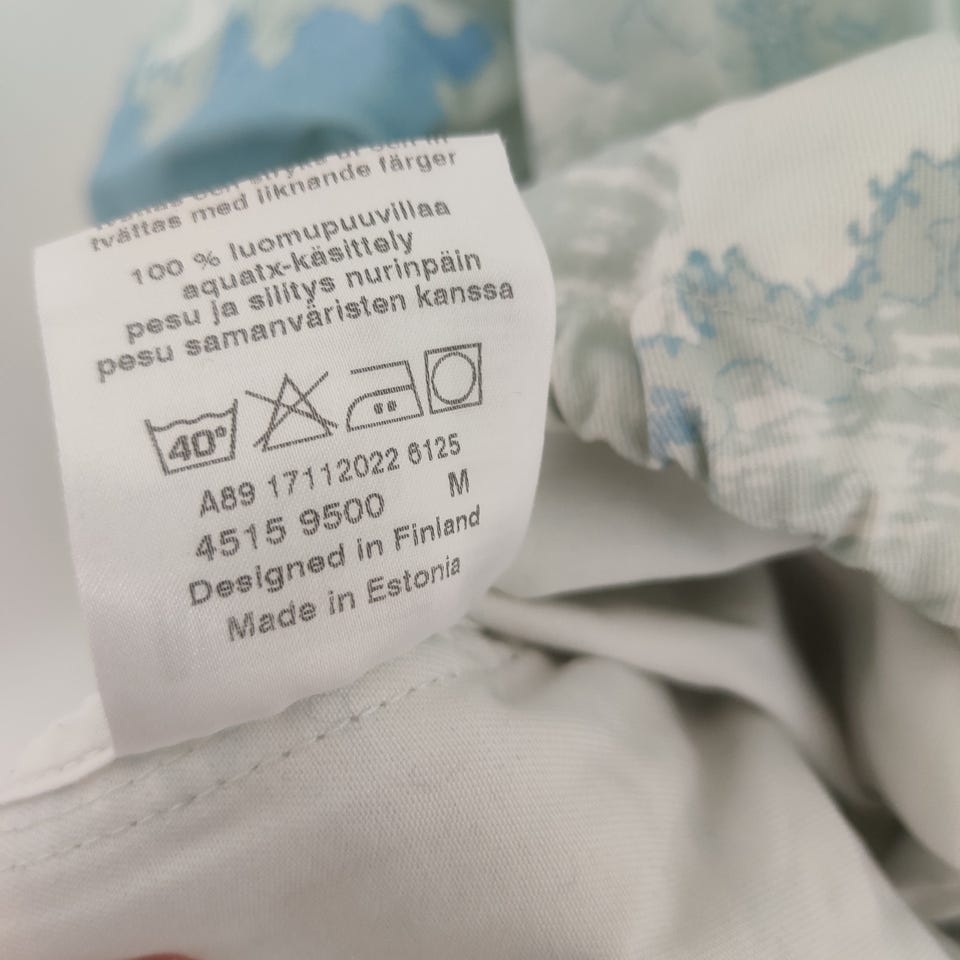 och
tvättas med liknande färger
100 % luomupuuvillaa
aquatx-käsittely
pesu ja silitys nurinpäin
pesu samanväristen kanssa
40°
A89 17112022 6125
4515 9500 M
Designed in Finland
Made in Estonia